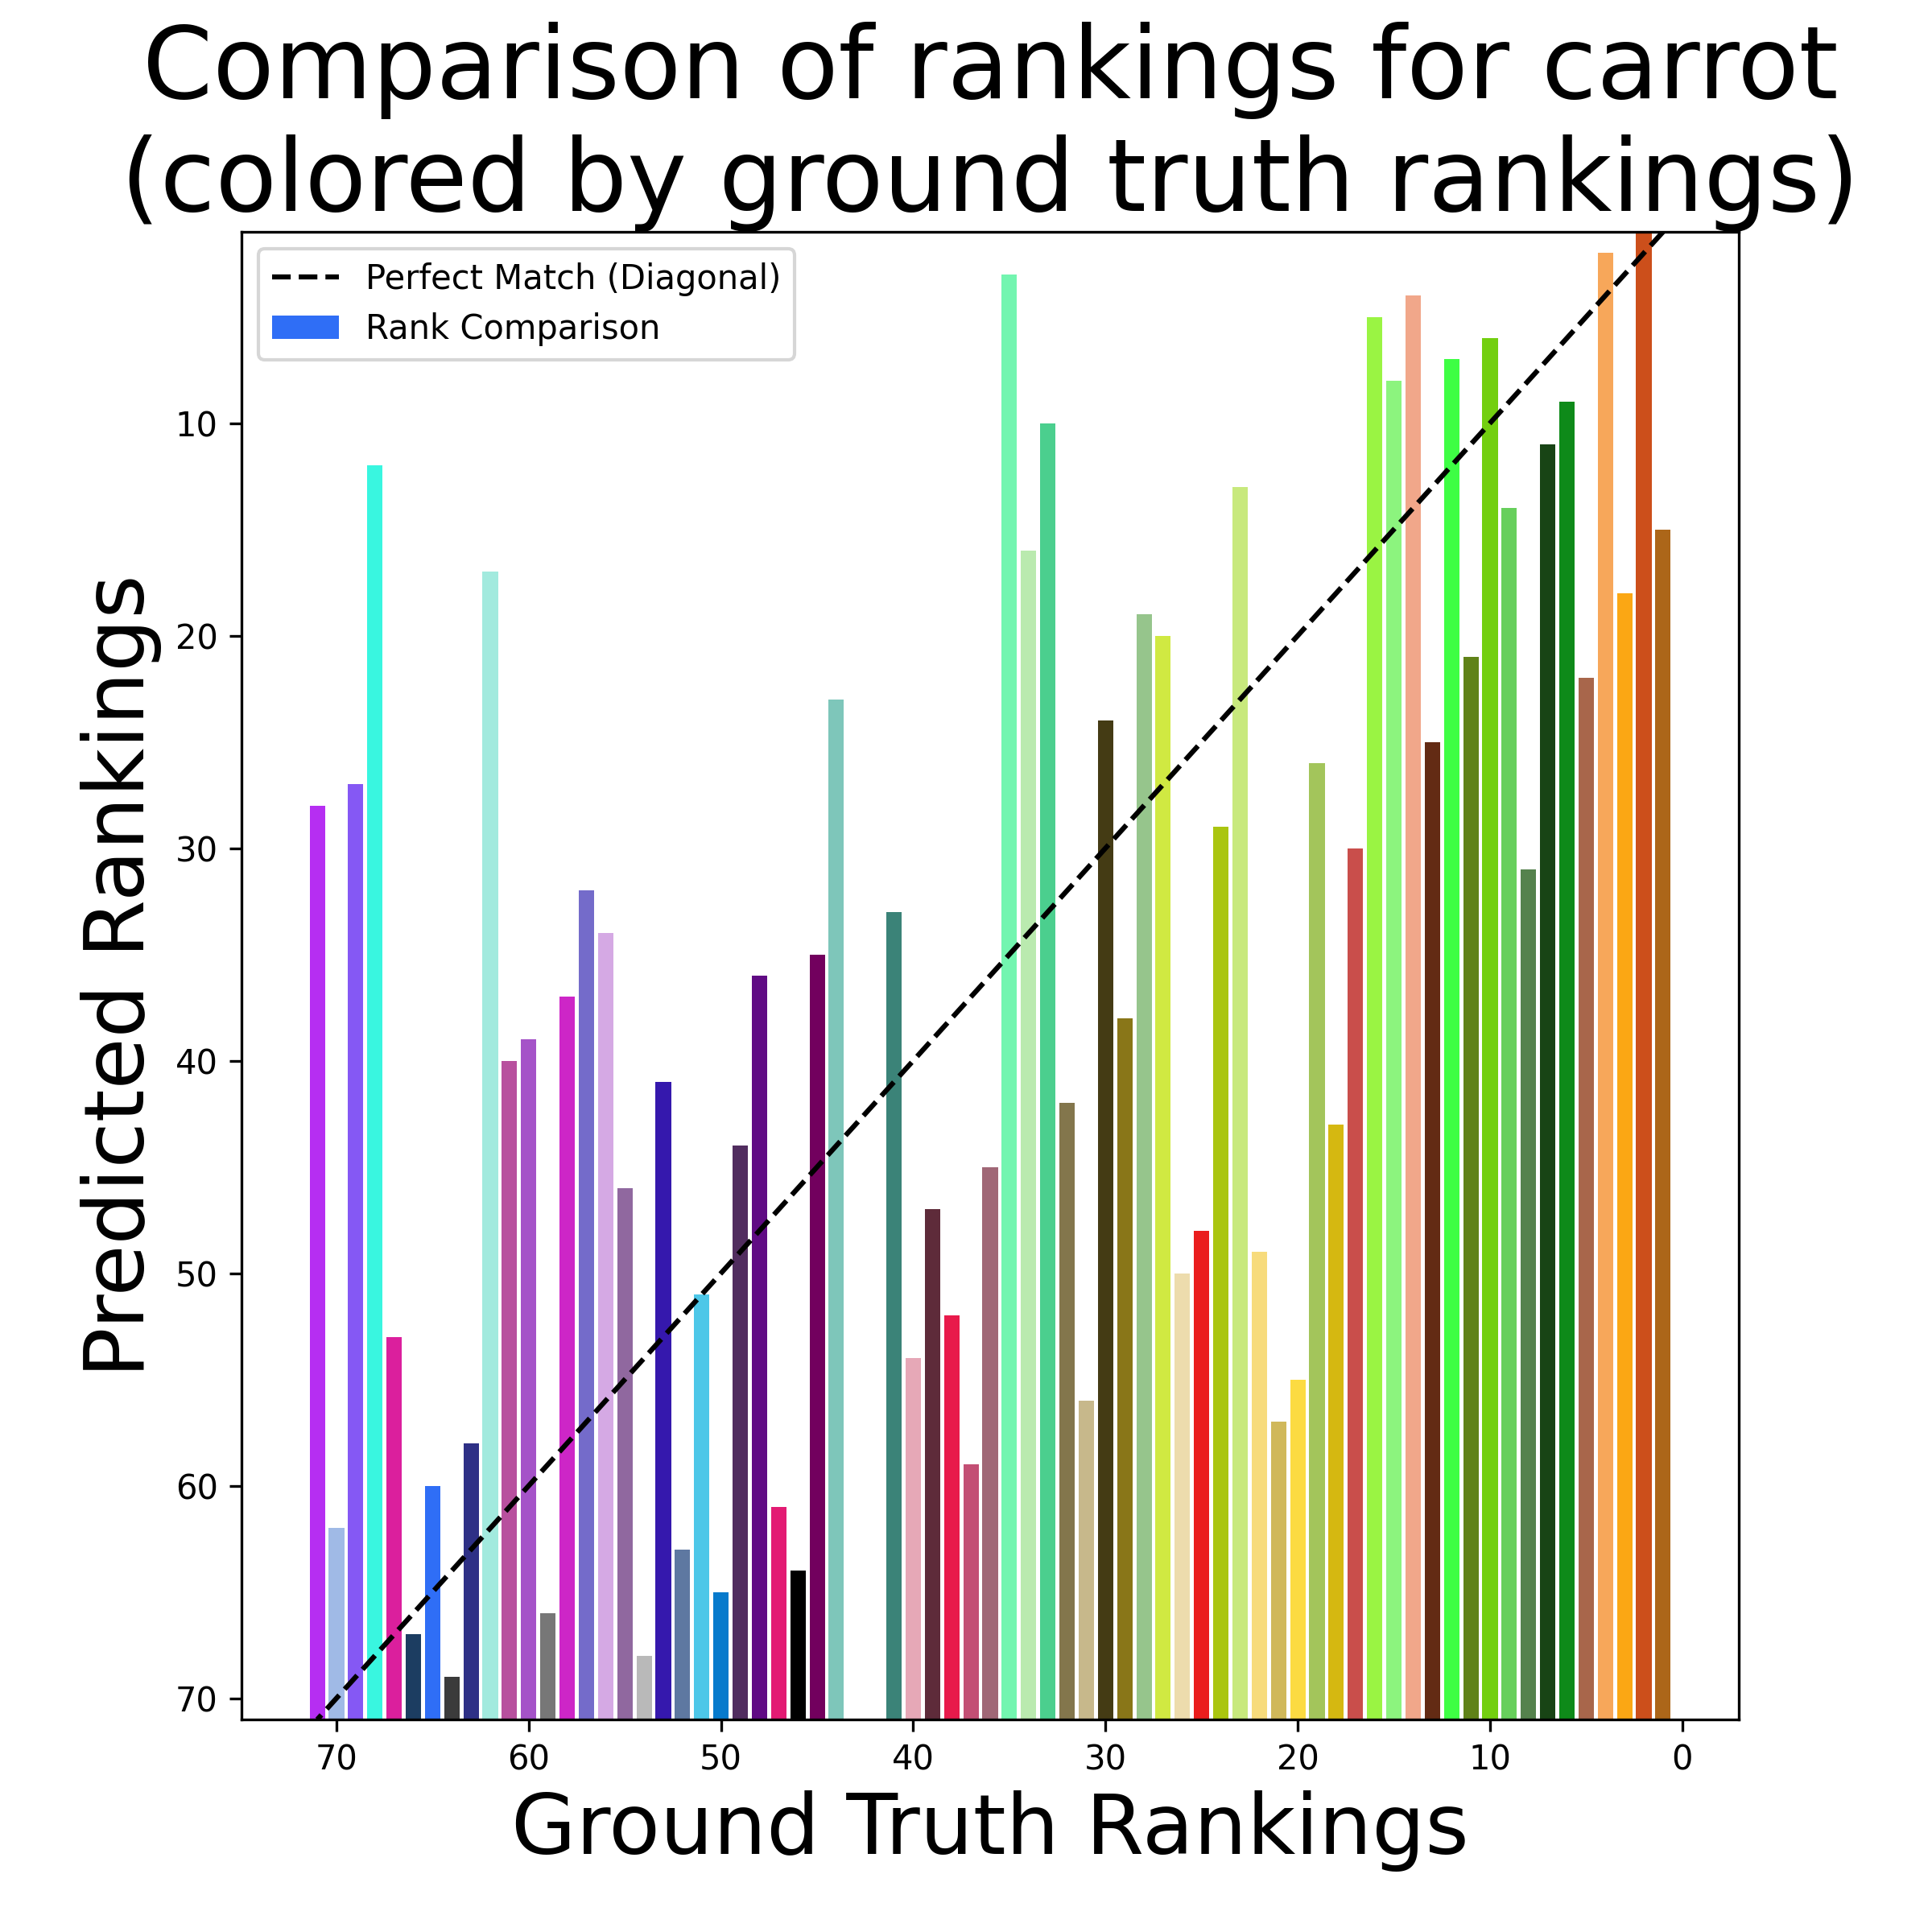 Comparison of rankings for carrot
(colored by ground truth rankings)
Perfect Match (Diagonal)
Rank Comparison
Predicted Rankings
10
20
30
40
50
60
70
70 60 50 40 30 20 10 0
Ground Truth Rankings